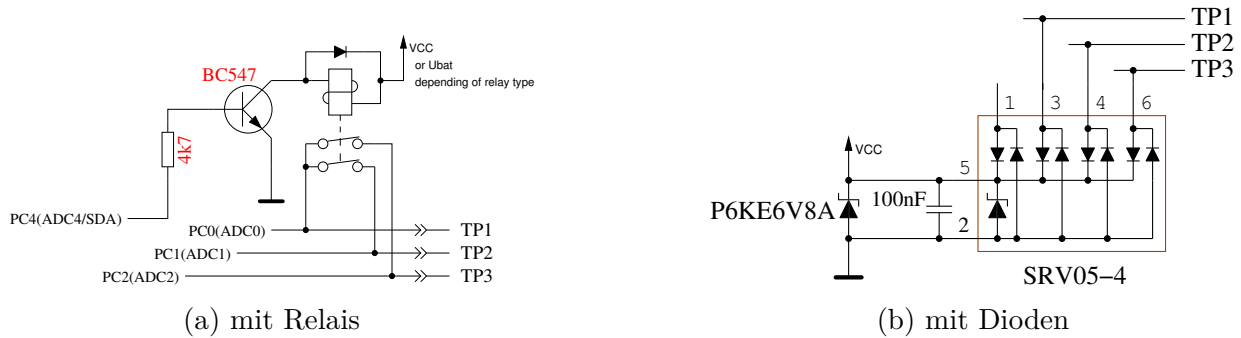 BC547
VCC
or Ubat
depending of relay type
4k7
PC4(ADC4/SDA)
PC0(ADC0)
TP1
PC1(ADC1)
TP2
PC2(ADC2)
TP3
(a) mit Relais
TP1
TP2
TP3
1 3 4 6
VCC
5
100nF
P6KE6V8A
2
SRV05-4
(b) mit Dioden